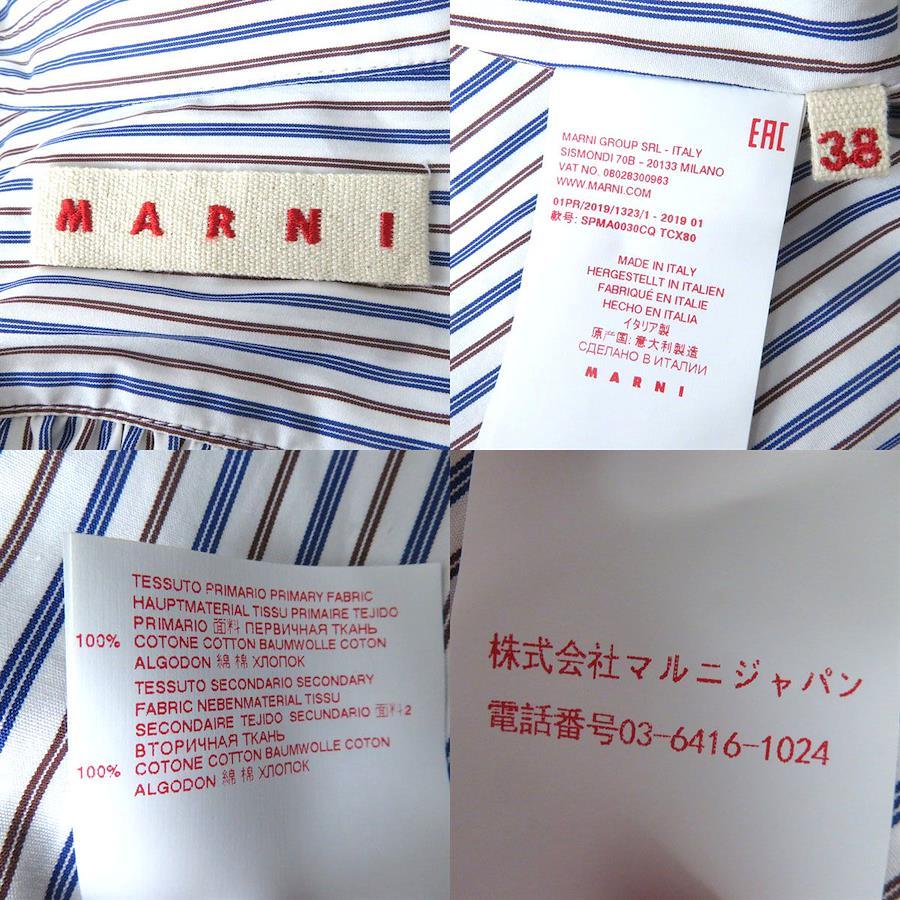 MARNI
EAC
38
MARNI GROUP SRL - ITALY
SISMONDI 70B - 20133 MILANO
VAT NO. 08028300963
WWW.MARNI.COM
01PR/2019/1323/1 - 2019 01
款号: SPMA0030CQ TCX80
MADE IN ITALY
HERGESTELLT IN ITALIEN
FABRIQUÉ EN ITALIE
HECHO EN ITALIA
イタリア製
原产国: 意大利製造
СДЕЛАНО В ИТАЛИИ
MARNI
TESSUTO PRIMARIO PRIMARY FABRIC
HAUPTMATERIAL TISSU PRIMAIRE TEJIDO
PRIMARIO 面料 ПЕРВИЧНАЯ ТКАНЬ
100% COTONE COTTON BAUMWOLLE COTON
ALGODON 綿 棉 ХЛОПОК
TESSUTO SECONDARIO SECONDARY
FABRIC NEBENMATERIAL TISSU
SECONDAIRE TEJIDO SECUNDARIO 面料2
ВТОРИЧНАЯ ТКАНЬ
100% COTONE COTTON BAUMWOLLE COTON
ALGODON 綿 棉 ХЛОПОК
株式会社マルニジャパン
電話番号03-6416-1024